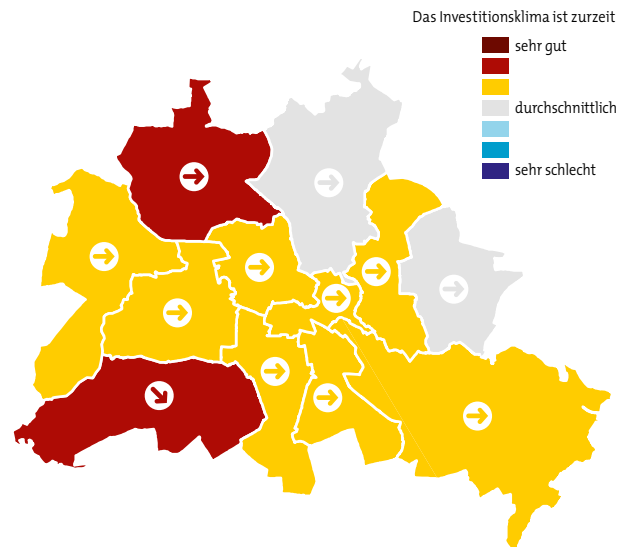 Das Investitionsklima ist zurzeit
sehr gut
durchschnittlich
sehr schlecht